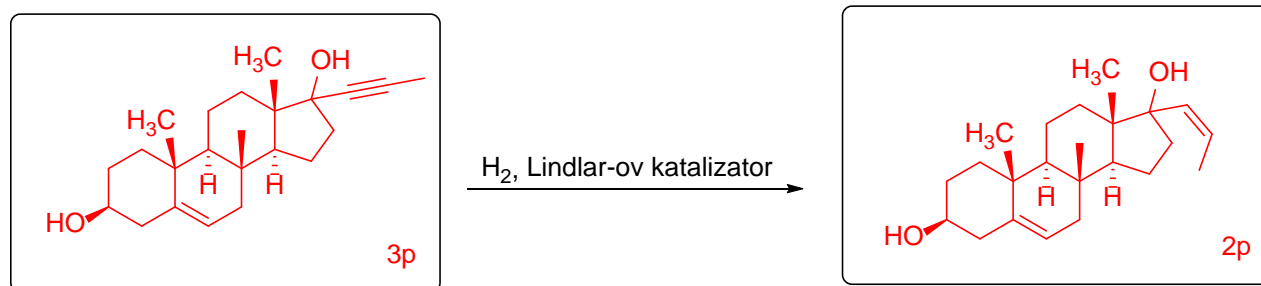 H3C
OH
H3C
H
H
HO
3p
H2, Lindlar-ov katalizator
H3C
OH
H3C
H
H
HO
2p